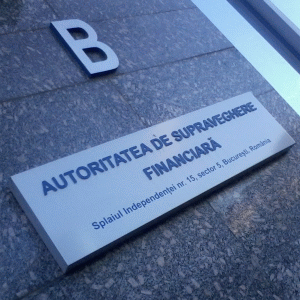 B
AUTORITATEA DE SUPRAVEGHERE
FINANCIARĂ
Splaiul Independenței nr. 15, sector 5, București, România